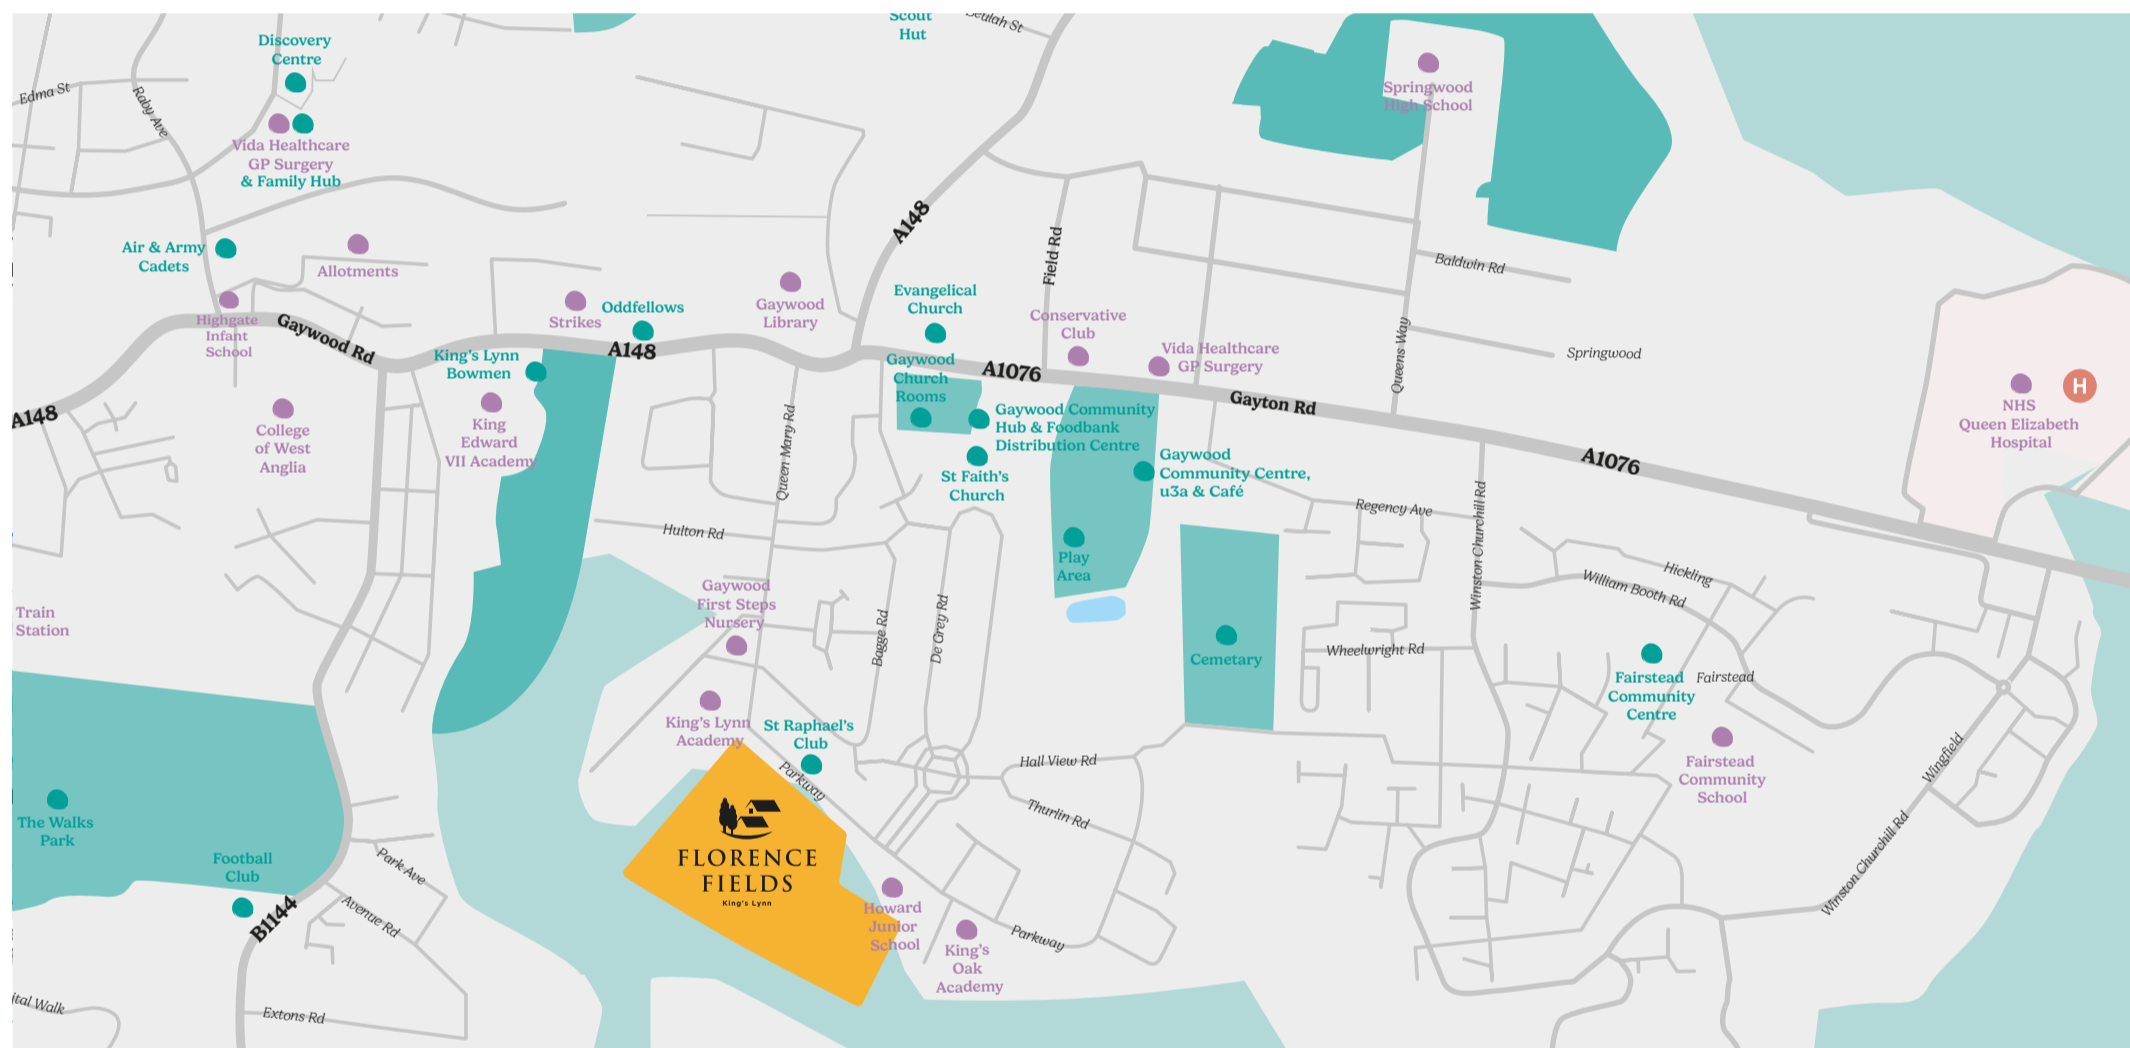 Scout
Hut
Beulah St
Discovery
Centre
Edma St
Raby Ave
Vida Healthcare
GP Surgery
& Family Hub
Springwood
High School
Air & Army
Cadets
Allotments
A148
Field Rd
Baldwin Rd
Highgate
Infant
School
Gaywood Rd
Strikes
Oddfellows
A148
Gaywood
Library
Evangelical
Church
Conservative
Club
Vida Healthcare
GP Surgery
Queens Way
Springwood
King's Lynn
Bowmen
Gaywood
Church
Rooms
A1076
Gayton Rd
A148
College
of West
Anglia
King
Edward
VII Academy
Queen Mary Rd
Gaywood Community
Hub & Foodbank
Distribution Centre
St Faith's
Church
Gaywood
Community Centre,
u3a & Café
A1076
NHS
Queen Elizabeth
Hospital
H
Hulton Rd
Regency Ave
Winston Churchill Rd
Play
Area
Hickling
William Booth Rd
Train
Station
Gaywood
First Steps
Nursery
Bagge Rd
De Grey Rd
Cemetary
Wheelwright Rd
Fairstead
Community
Centre
Fairstead
King's Lynn
Academy
St Raphael's
Club
Parkway
Hall View Rd
Thurlin Rd
Fairstead
Community
School
Wingfield
Winston Churchill Rd
The Walks
Park
Football
Club
Park Ave
Avenue Rd
B1144
FLORENCE
FIELDS
King's Lynn
Howard
Junior
School
King's
Oak
Academy
Parkway
ital Walk
Extons Rd